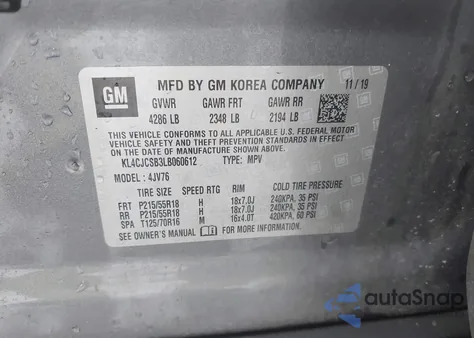 GM
MFD BY GM KOREA COMPANY 11/19
GVWR GAWR FRT GAWR RR
4286 LB 2348 LB 2194 LB
THIS VEHICLE CONFORMS TO ALL APPLICABLE U.S. FEDERAL MOTOR
VEHICLE SAFETY AND THEFT PREVENTION STANDARDS IN EFFECT ON
THE DATE OF MANUFACTURE SHOWN ABOVE.
KL4CJCSB3LB060612 TYPE: MPV
MODEL: 4JV76
TIRE SIZE SPEED RTG RIM COLD TIRE PRESSURE
FRT P215/55R18 H 18x7.0J 240KPA, 35 PSI
RR P215/55R18 H 18x7.0J 240KPA, 35 PSI
SPA T125/70R16 M 16x4.0T 420KPA, 60 PSI
SEE OWNER'S MANUAL FOR MORE INFORMATION
autoSnap